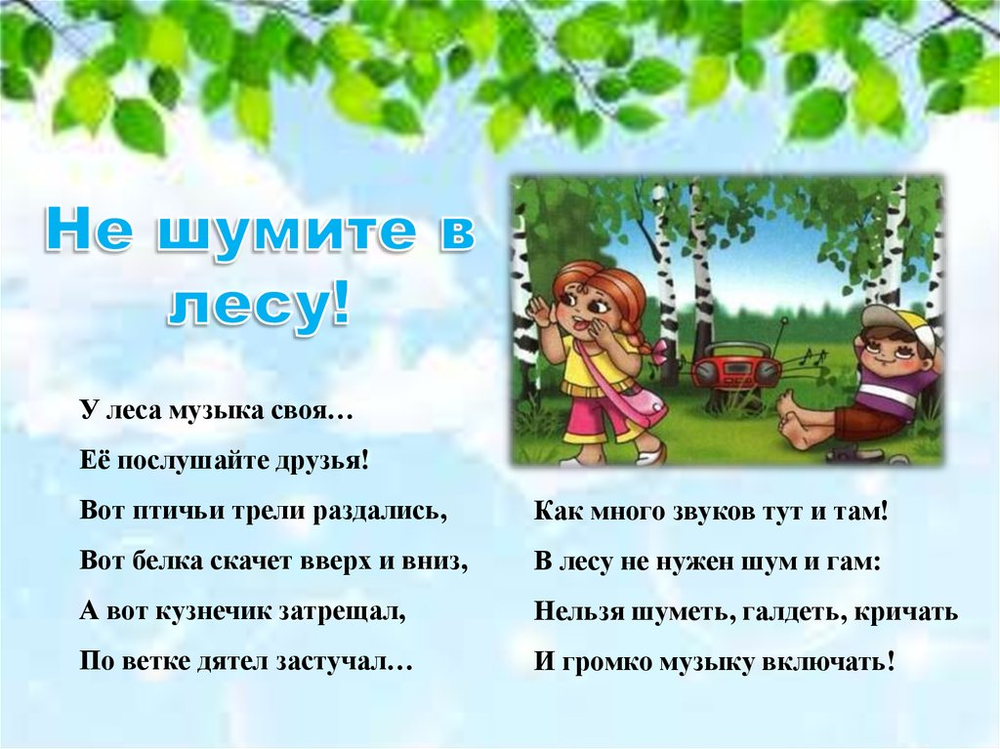 Не шумите в
лесу!
У леса музыка своя…
Её послушайте друзья!
Вот птичьи трели раздались,
Вот белка скачет вверх и вниз,
А вот кузнечик затрещал,
По ветке дятел застучал…
Как много звуков тут и там!
В лесу не нужен шум и гам:
Нельзя шуметь, галдеть, кричать
И громко музыку включать!